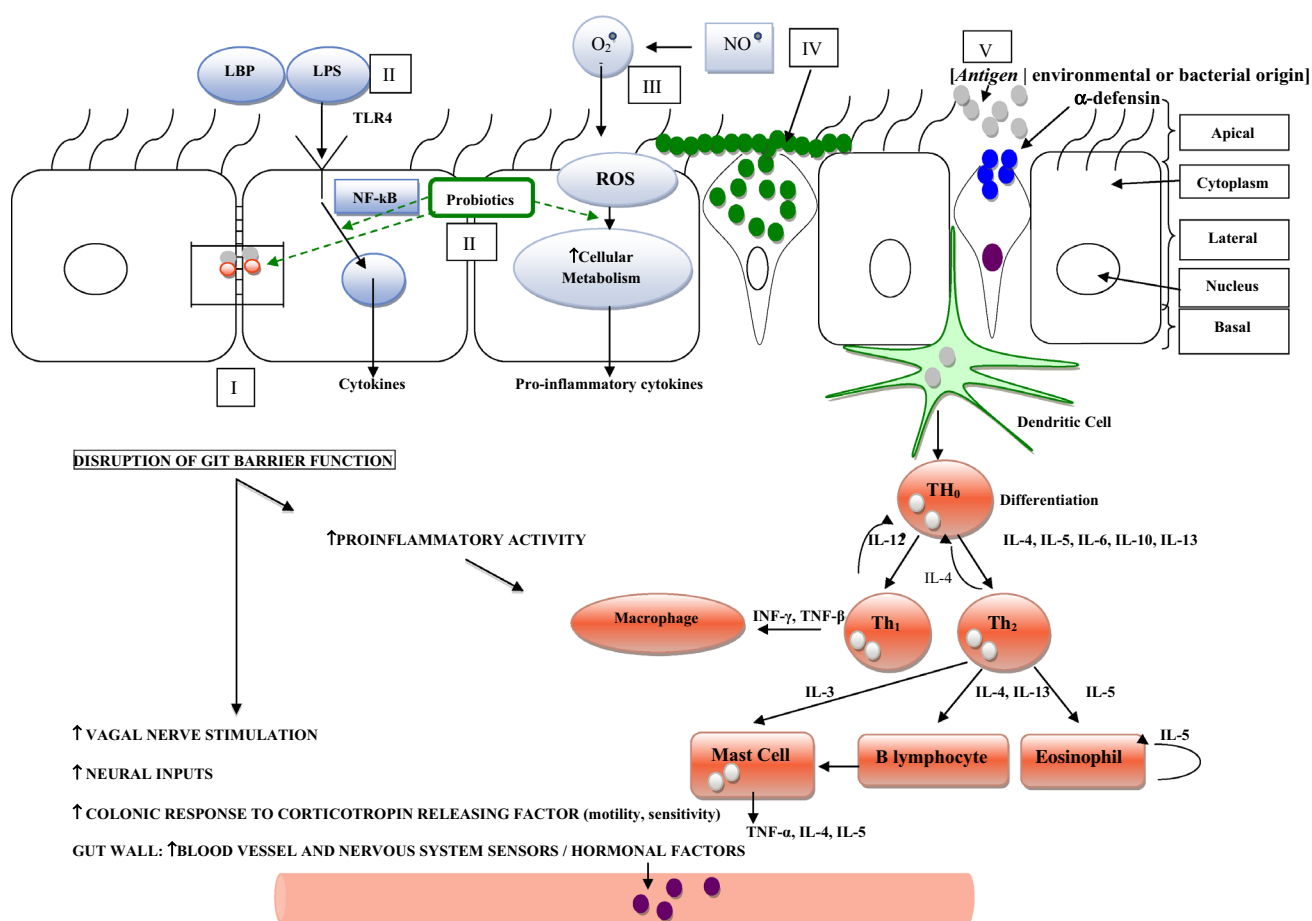 O2
-
NO
IV
V
LBP
LPS
II
III
[Antigen | environmental or bacterial origin]
α-defensin
TLR4
Apical
ROS
Cytoplasm
NF-kB
Probiotics
II
Lateral
↑Cellular
Metabolism
Nucleus
Basal
I
Cytokines
Pro-inflammatory cytokines
Dendritic Cell
DISRUPTION OF GIT BARRIER FUNCTION
TH0
Differentiation
↑PROINFLAMMATORY ACTIVITY
IL-12
IL-4, IL-5, IL-6, IL-10, IL-13
IL-4
Macrophage
INF-γ, TNF-β
Th1
Th2
IL-3
IL-4, IL-13
IL-5
↑ VAGAL NERVE STIMULATION
IL-5
Mast Cell
B lymphocyte
Eosinophil
↑ NEURAL INPUTS
↑ COLONIC RESPONSE TO CORTICOTROPIN RELEASING FACTOR (motility, sensitivity)
TNF-α, IL-4, IL-5
GUT WALL: ↑BLOOD VESSEL AND NERVOUS SYSTEM SENSORS / HORMONAL FACTORS